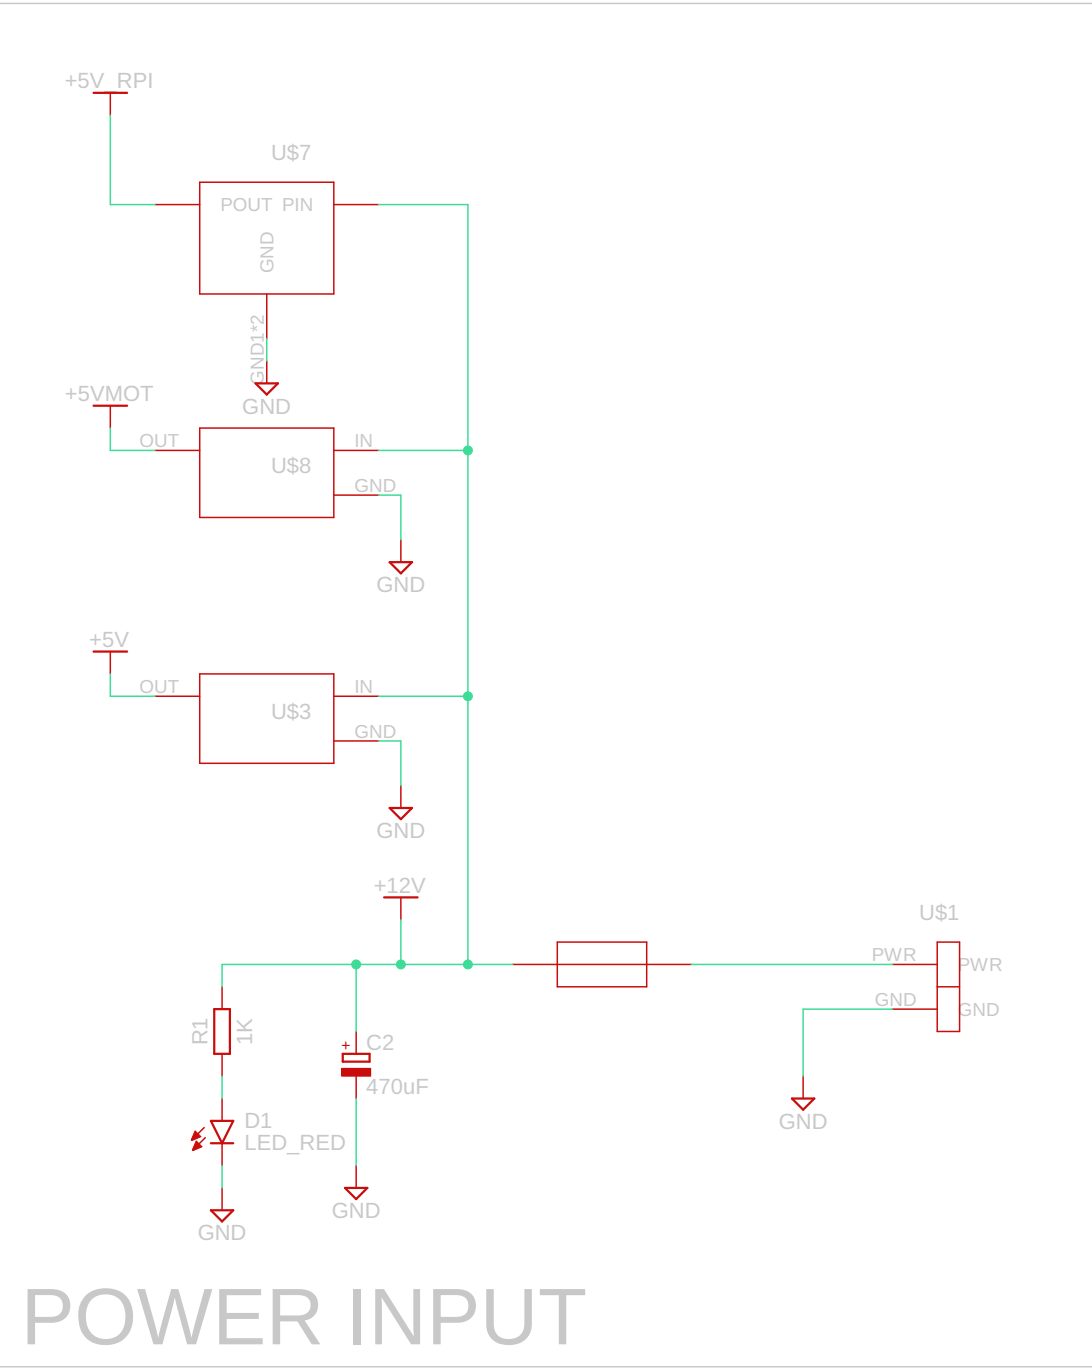 +5V_RPI
U$7
POUT PIN
GND
GND1*2
GND
+5VMOT
OUT
IN
U$8
GND
GND
+5V
OUT
IN
U$3
GND
GND
+12V
U$1
PWR
PWR
GND
GND
R1
1K
+
C2
470uF
GND
D1
LED_RED
GND
GND
POWER INPUT